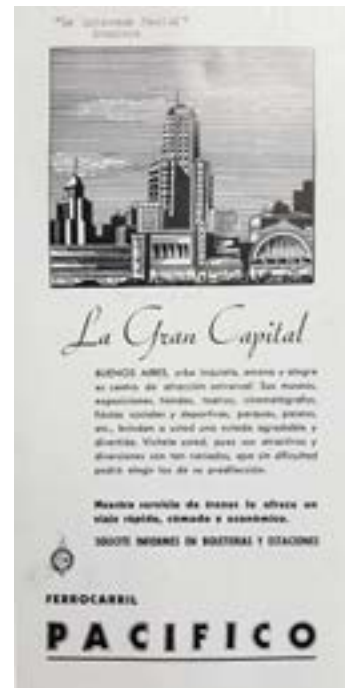 La Gran Capital
BUENOS AIRES, urbe inquieta, amena y alegre
es centro de atracción universal. Sus museos,
exposiciones, tiendas, teatros, cinematógrafos,
fiestas sociales y deportivas, parques, paseos,
etc., brindan a usted una estada agradable y
divertida. Visítela usted, pues sus atractivos y
diversiones son tan variados, que sin dificultad
podrá elegir los de su predilección.
Nuestro servicio de trenes le ofrece un
viaje rápido, cómodo y económico.
SOLICITE INFORMES EN BOLETERIAS Y ESTACIONES
FERROCARRIL
PACIFICO